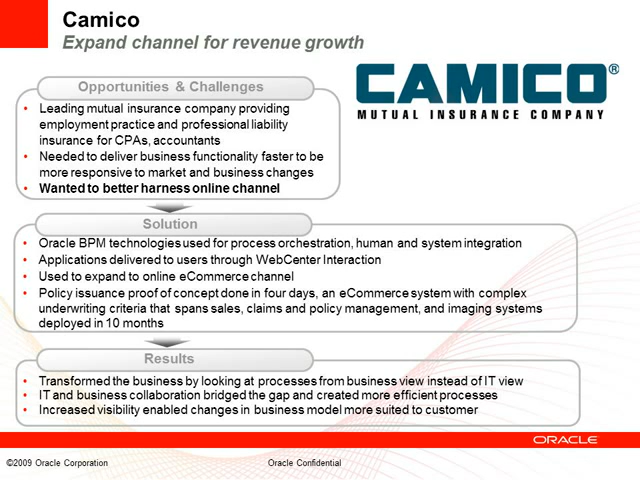 Camico
Expand channel for revenue growth
CAMICO®
MUTUAL INSURANCE COMPANY
Opportunities & Challenges
• Leading mutual insurance company providing
employment practice and professional liability
insurance for CPAs, accountants
• Needed to deliver business functionality faster to be
more responsive to market and business changes
• Wanted to better harness online channel
Solution
• Oracle BPM technologies used for process orchestration, human and system integration
• Applications delivered to users through WebCenter Interaction
• Used to expand to online eCommerce channel
• Policy issuance proof of concept done in four days, an eCommerce system with complex
underwriting criteria that spans sales, claims and policy management, and imaging systems
deployed in 10 months
Results
• Transformed the business by looking at processes from business view instead of IT view
• IT and business collaboration bridged the gap and created more efficient processes
• Increased visibility enabled changes in business model more suited to customer
ORACLE
©2009 Oracle Corporation
Oracle Confidential